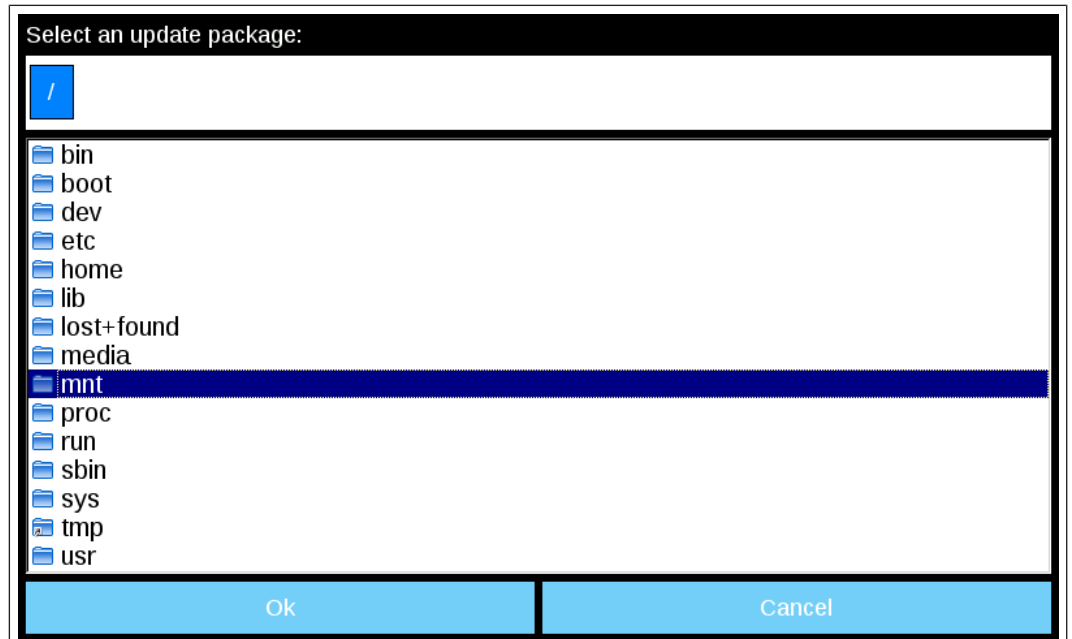 Select an update package:
/
bin
boot
dev
etc
home
lib
lost+found
media
mnt
proc
run
sbin
sys
tmp
usr
Ok Cancel